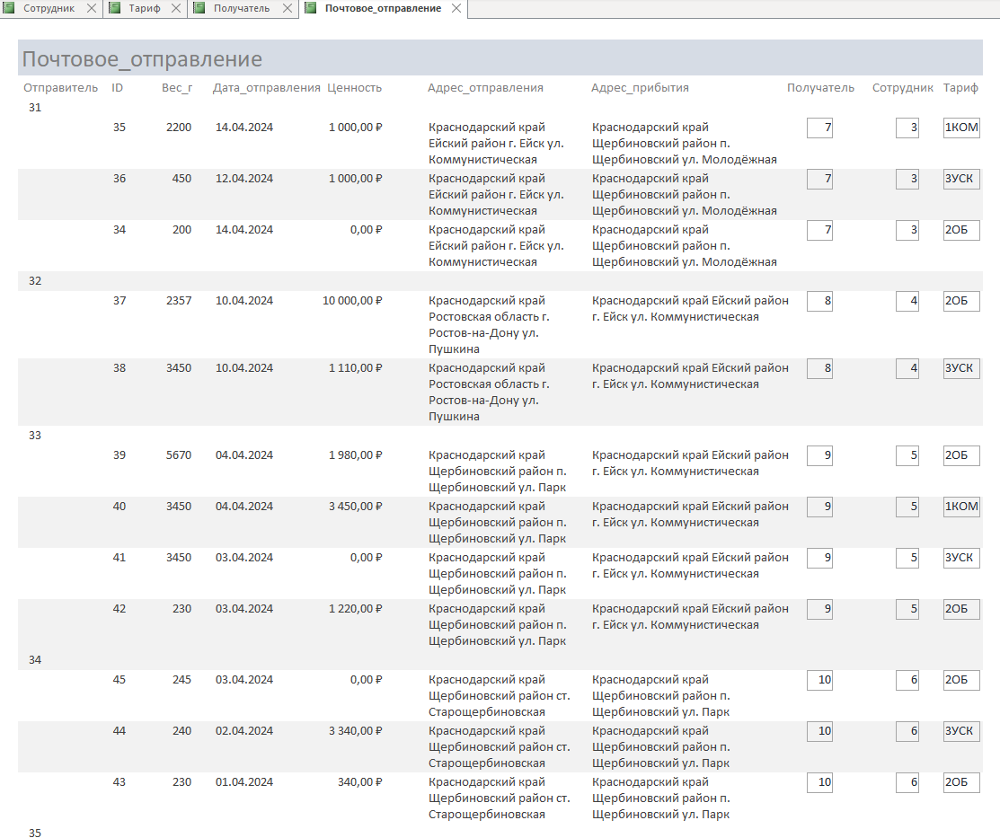 Сотрудник Тариф Получатель Почтовое_отправление
Почтовое_отправление
Отправитель ID Вес_г Дата_отправления Ценность Адрес_отправления Адрес_прибытия Получатель Сотрудник Тариф
31
35 2200 14.04.2024 1 000,00 ₽ Краснодарский край Краснодарский край 7 3 1КОМ
Ейский район г. Ейск ул. Щербиновский район п.
Коммунистическая Щербиновский ул. Молодёжная
36 450 12.04.2024 1 000,00 ₽ Краснодарский край Краснодарский край 7 3 3УСК
Ейский район г. Ейск ул. Щербиновский район п.
Коммунистическая Щербиновский ул. Молодёжная
34 200 14.04.2024 0,00 ₽ Краснодарский край Краснодарский край 7 3 2ОБ
Ейский район г. Ейск ул. Щербиновский район п.
Коммунистическая Щербиновский ул. Молодёжная
32
37 2357 10.04.2024 10 000,00 ₽ Краснодарский край Краснодарский край Ейский район 8 4 2ОБ
Ростовская область г. г. Ейск ул. Коммунистическая
Ростов-на-Дону ул.
Пушкина
38 3450 10.04.2024 1 110,00 ₽ Краснодарский край Краснодарский край Ейский район 8 4 3УСК
Ростовская область г. г. Ейск ул. Коммунистическая
Ростов-на-Дону ул.
Пушкина
33
39 5670 04.04.2024 1 980,00 ₽ Краснодарский край Краснодарский край Ейский район 9 5 2ОБ
Щербиновский район п. г. Ейск ул. Коммунистическая
Щербиновский ул. Парк
40 3450 04.04.2024 3 450,00 ₽ Краснодарский край Краснодарский край Ейский район 9 5 1КОМ
Щербиновский район п. г. Ейск ул. Коммунистическая
Щербиновский ул. Парк
41 3450 03.04.2024 0,00 ₽ Краснодарский край Краснодарский край Ейский район 9 5 3УСК
Щербиновский район п. г. Ейск ул. Коммунистическая
Щербиновский ул. Парк
42 230 03.04.2024 1 220,00 ₽ Краснодарский край Краснодарский край Ейский район 9 5 2ОБ
Щербиновский район п. г. Ейск ул. Коммунистическая
Щербиновский ул. Парк
34
45 245 03.04.2024 0,00 ₽ Краснодарский край Краснодарский край 10 6 2ОБ
Щербиновский район ст. Щербиновский район п.
Старощербиновская Щербиновский ул. Парк
44 240 02.04.2024 3 340,00 ₽ Краснодарский край Краснодарский край 10 6 3УСК
Щербиновский район ст. Щербиновский район п.
Старощербиновская Щербиновский ул. Парк
43 230 01.04.2024 340,00 ₽ Краснодарский край Краснодарский край 10 6 2ОБ
Щербиновский район ст. Щербиновский район п.
Старощербиновская Щербиновский ул. Парк
35